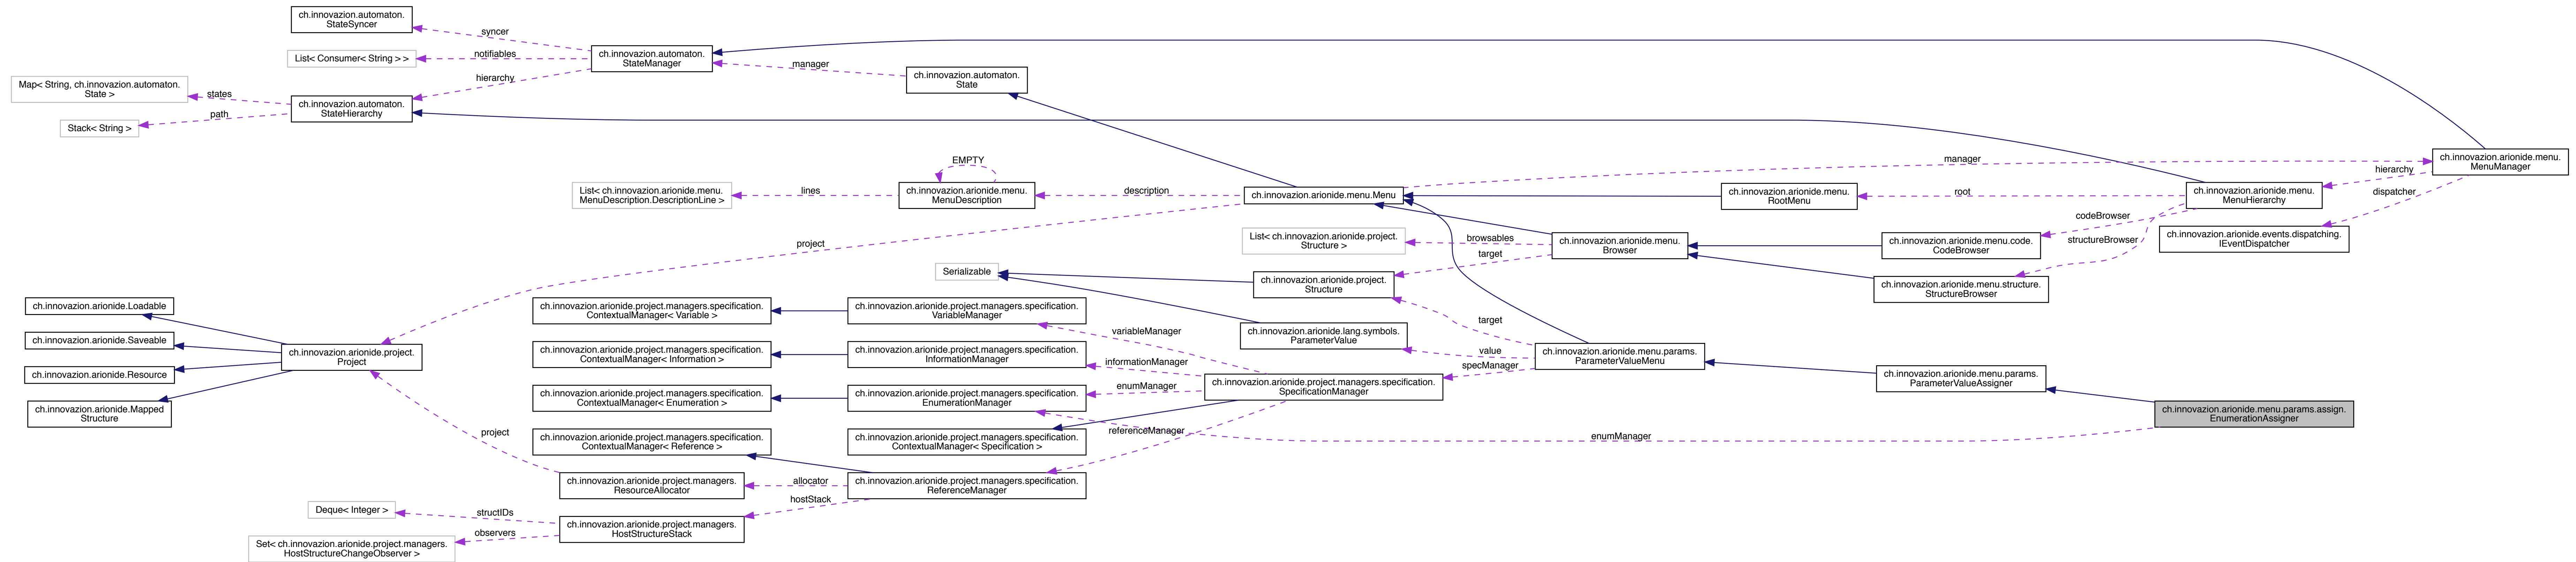 ch.innovazion.automaton.
StateSyncer
syncer
List< Consumer< String > >
notifiables
ch.innovazion.automaton.
StateManager
manager
ch.innovazion.automaton.
State
hierarchy
Map< String, ch.innovazion.automaton.
State >
states
ch.innovazion.automaton.
StateHierarchy
path
Stack< String >
EMPTY
manager
ch.innovazion.arionide.menu.
MenuManager
hierarchy
dispatcher
List< ch.innovazion.arionide.menu.
MenuDescription.DescriptionLine >
lines
ch.innovazion.arionide.menu.
MenuDescription
description
ch.innovazion.arionide.menu.Menu
ch.innovazion.arionide.menu.
RootMenu
root
ch.innovazion.arionide.menu.
MenuHierarchy
codeBrowser
structureBrowser
ch.innovazion.arionide.events.dispatching.
IEventDispatcher
project
List< ch.innovazion.arionide.project.
Structure >
browsables
target
ch.innovazion.arionide.menu.
Browser
ch.innovazion.arionide.menu.code.
CodeBrowser
Serializable
ch.innovazion.arionide.project.
Structure
ch.innovazion.arionide.menu.structure.
StructureBrowser
ch.innovazion.arionide.Loadable
ch.innovazion.arionide.project.managers.specification.
ContextualManager< Variable >
ch.innovazion.arionide.project.managers.specification.
VariableManager
variableManager
ch.innovazion.arionide.lang.symbols.
ParameterValue
target
value
specManager
ch.innovazion.arionide.Saveable
ch.innovazion.arionide.project.
Project
ch.innovazion.arionide.project.managers.specification.
ContextualManager< Information >
ch.innovazion.arionide.project.managers.specification.
InformationManager
informationManager
ch.innovazion.arionide.menu.params.
ParameterValueMenu
ch.innovazion.arionide.Resource
enumManager
ch.innovazion.arionide.project.managers.specification.
SpecificationManager
ch.innovazion.arionide.menu.params.
ParameterValueAssigner
ch.innovazion.arionide.project.managers.specification.
ContextualManager< Enumeration >
ch.innovazion.arionide.project.managers.specification.
EnumerationManager
ch.innovazion.arionide.Mapped
Structure
ch.innovazion.arionide.menu.params.assign.
EnumerationAssigner
project
ch.innovazion.arionide.project.managers.specification.
ContextualManager< Reference >
ch.innovazion.arionide.project.managers.specification.
ContextualManager< Specification >
referenceManager
enumManager
ch.innovazion.arionide.project.managers.
ResourceAllocator
allocator
hostStack
ch.innovazion.arionide.project.managers.specification.
ReferenceManager
Deque< Integer >
structIDs
observers
ch.innovazion.arionide.project.managers.
HostStructureStack
Set< ch.innovazion.arionide.project.managers.
HostStructureChangeObserver >